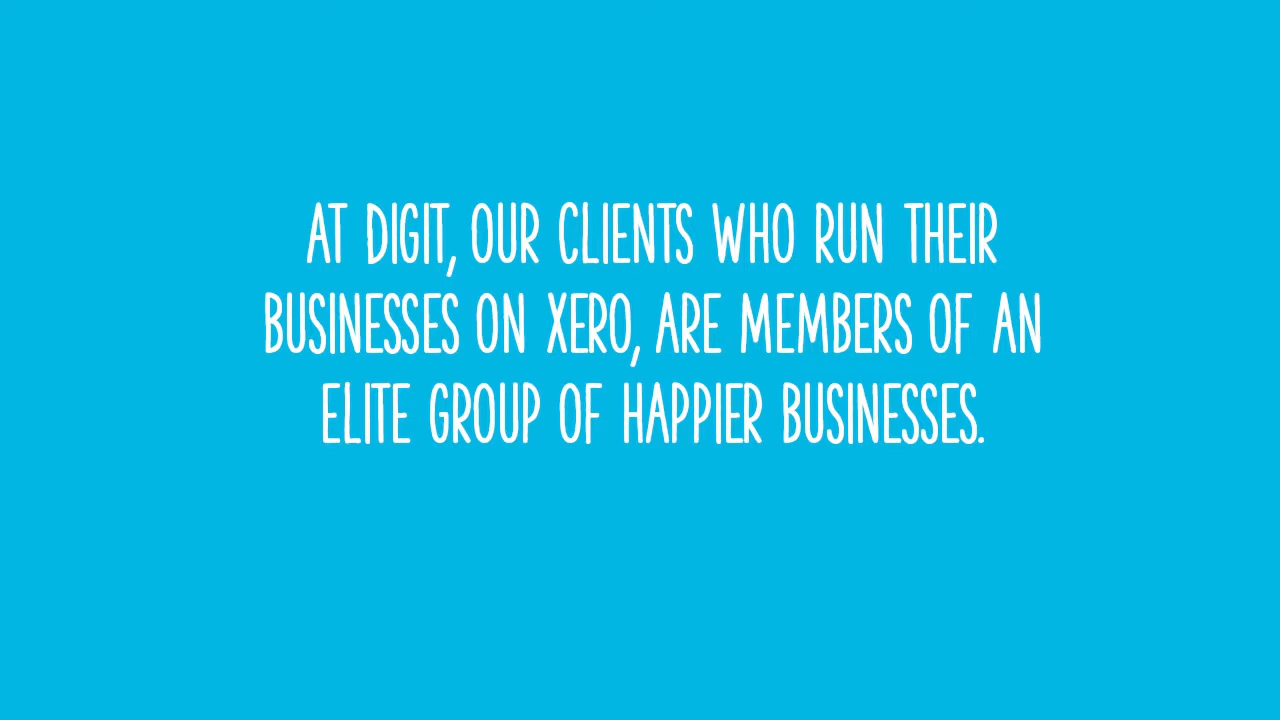 AT DIGIT, OUR CLIENTS WHO RUN THEIR
BUSINESSES ON XERO, ARE MEMBERS OF AN
ELITE GROUP OF HAPPIER BUSINESSES.